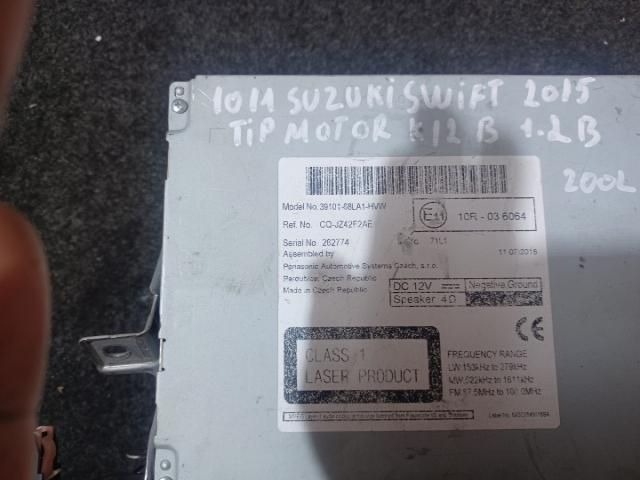 1011 SUZUKI SWIFT 2015
TIP MOTOR K12B 1.2B
200L
Model No. 39101-68LA1-HVW
Ref. No. CQ-JZ42F2AE
E11 10R - 03 6064
Serial No 262774
71L1
Assembled by
11/07/2015
Panasonic Automotive Systems Czech, s.r.o.
Pardubice, Czech Republic
Made in Czech Republic
DC 12V Negative Ground
Speaker 4Ω
CE
CLASS 1
LASER PRODUCT
FREQUENCY RANGE
LW 153kHz to 279kHz
MW 522kHz to 1611kHz
FM 87.5MHz to 108.0MHz